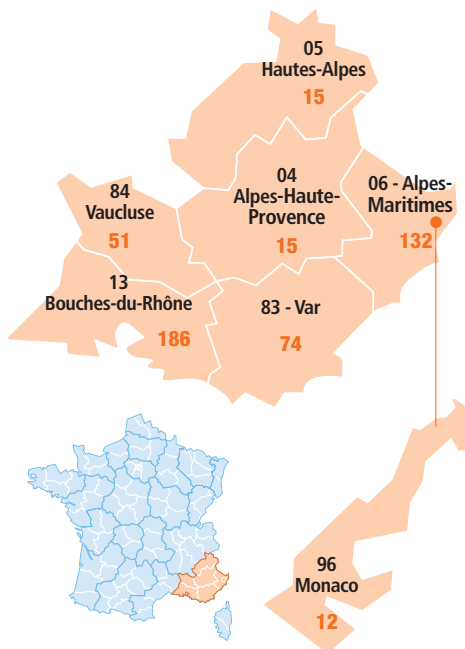 05
Hautes-Alpes
15
84
Vaucluse
51
04
Alpes-Haute-
Provence
15
06 - Alpes-
Maritimes
132
13
Bouches-du-Rhône
186
83 - Var
74
96
Monaco
12